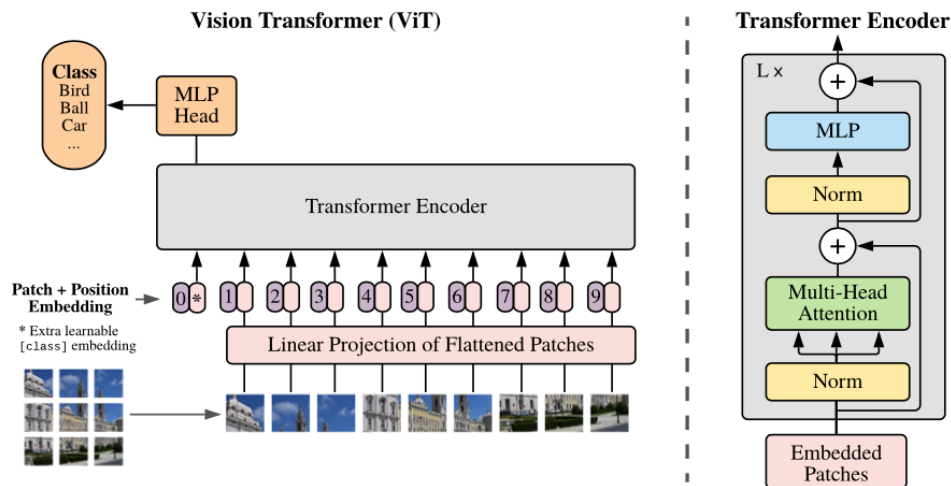 Vision Transformer (ViT)
Class
Bird
Ball
Car
...
MLP
Head
Transformer Encoder
Patch + Position
Embedding
* Extra learnable
[class] embedding
0 * 1 2 3 4 5 6 7 8 9
Linear Projection of Flattened Patches
Transformer Encoder
L ×
+
MLP
Norm
+
Multi-Head
Attention
Norm
Embedded
Patches